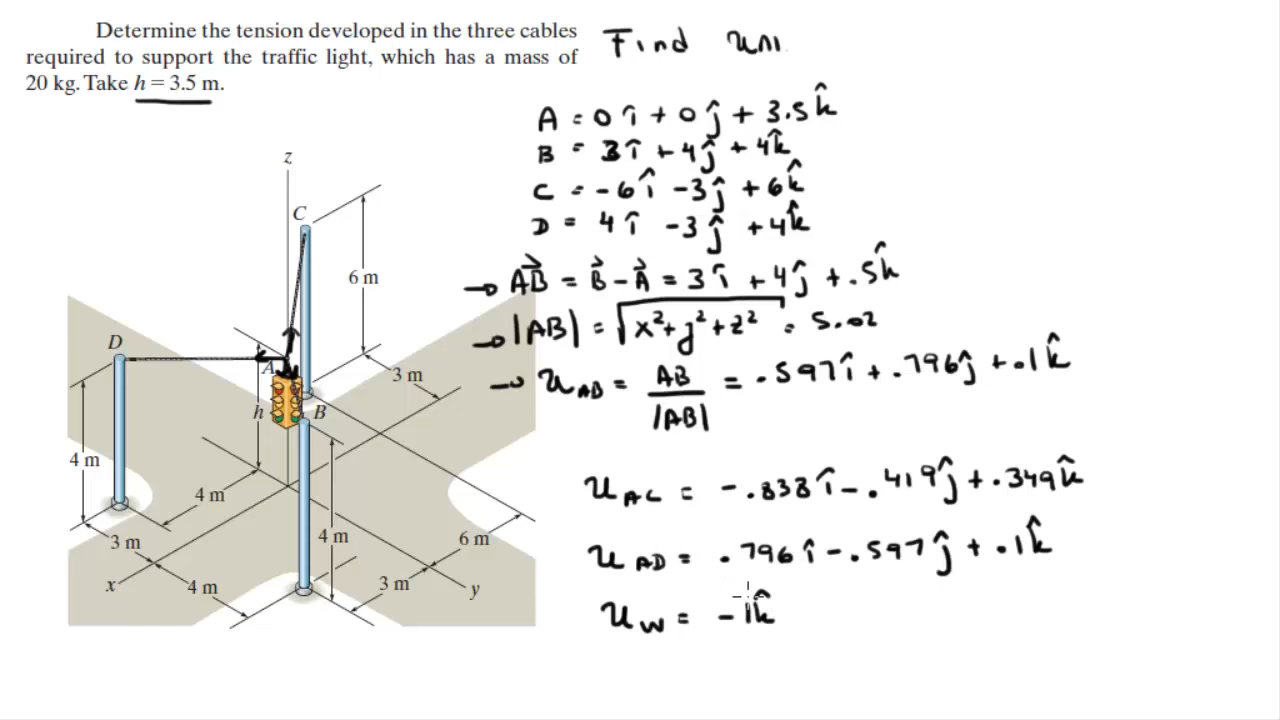 Determine the tension developed in the three cables
required to support the traffic light, which has a mass of
20 kg. Take h = 3.5 m.
Find uni
A = 0î + 0ĵ + 3.5k̂
B = 3î + 4ĵ + 4k̂
C = -6î - 3ĵ + 6k̂
D = 4î - 3ĵ + 4k̂
→ AB⃗ = B⃗ - A⃗ = 3î + 4ĵ + .5k̂
→ |AB| = √x²+y²+z² = 5.02
→ u_AB = AB/|AB| = .597î + .796ĵ + .1k̂
u_AC = -.838î - .419ĵ + .349k̂
u_AD = .796î - .597ĵ + .1k̂
u_W = -1k̂
z
C
6 m
D
A
3 m
h
B
4 m
4 m
4 m
6 m
3 m
x
4 m
3 m
y